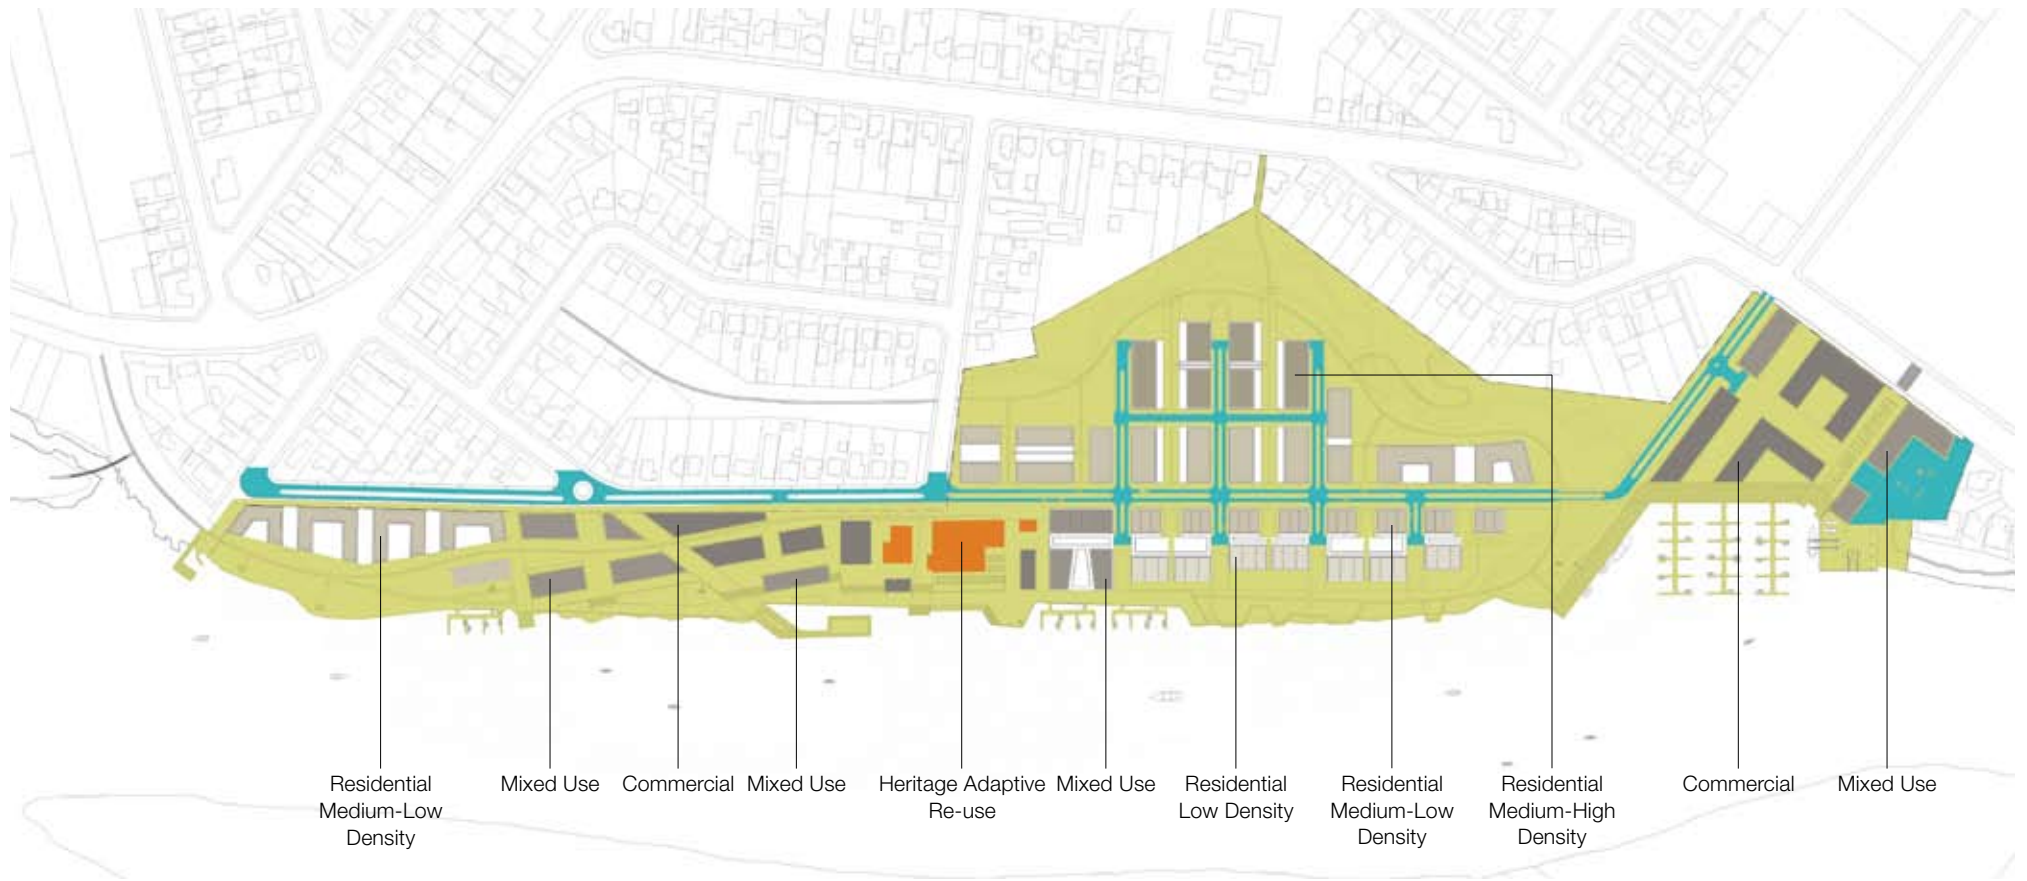 Residential
Medium-Low
Density
Mixed Use
Commercial
Mixed Use
Heritage Adaptive
Re-use
Mixed Use
Residential
Low Density
Residential
Medium-Low
Density
Residential
Medium-High
Density
Commercial
Mixed Use